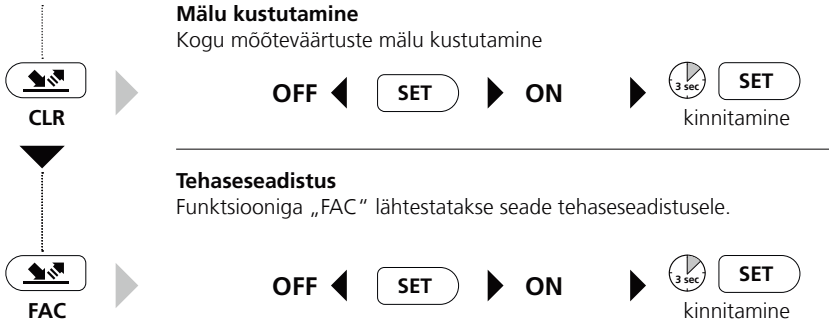 Mälu kustutamine
Kogu mõõteväärtuste mälu kustutamine
OFF SET ON 3 sec SET
CLR kinnitamine
Tehaseseadistus
Funktsiooniga „FAC“ lähtestatakse seade tehaseseadistusele.
OFF SET ON 3 sec SET
FAC kinnitamine